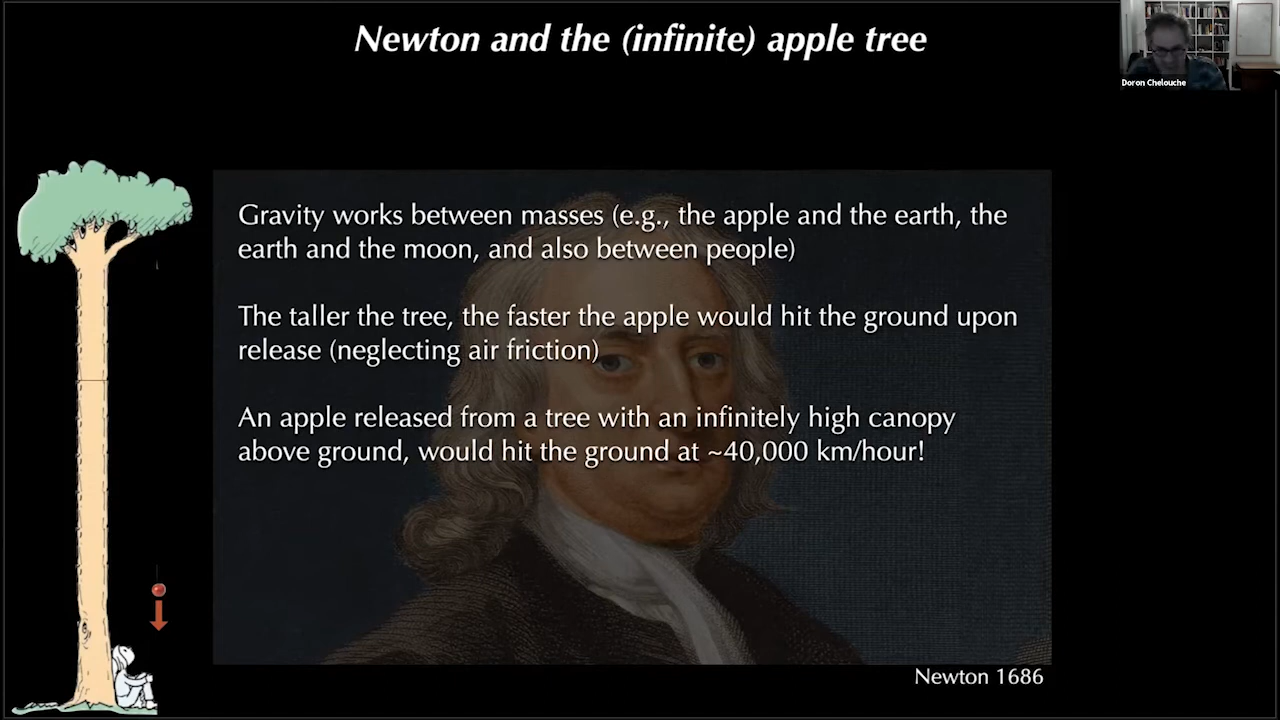 Newton and the (infinite) apple tree
Doron Chelouche
Gravity works between masses (e.g., the apple and the earth, the
earth and the moon, and also between people)
The taller the tree, the faster the apple would hit the ground upon
release (neglecting air friction)
An apple released from a tree with an infinitely high canopy
above ground, would hit the ground at ~40,000 km/hour!
Newton 1686